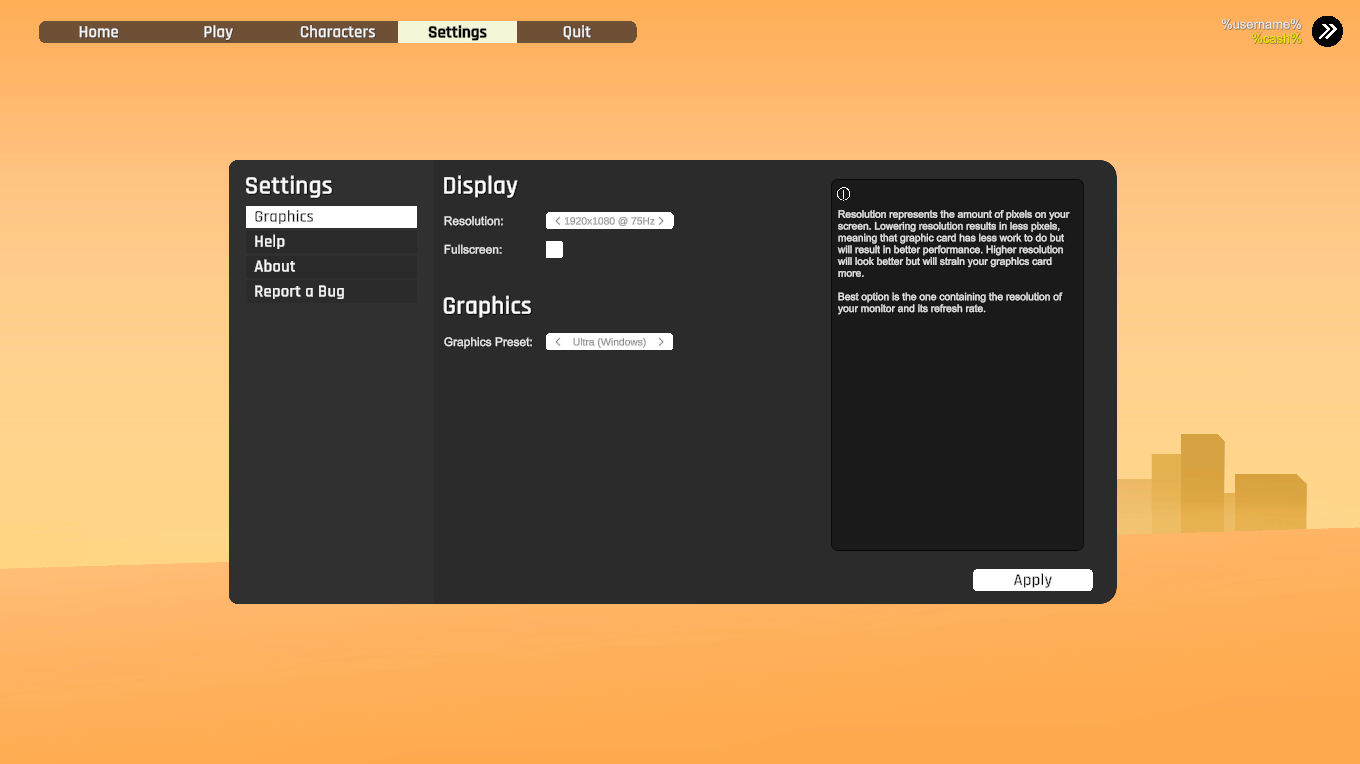 Home Play Characters Settings Quit
%username%
%cash%
Settings
Graphics
Help
About
Report a Bug
Display
Resolution: 1920x1080 @ 75Hz
Fullscreen:
Graphics
Graphics Preset: Ultra (Windows)
Resolution represents the amount of pixels on your
screen. Lowering resolution results in less pixels,
meaning that graphic card has less work to do but
will result in better performance. Higher resolution
will look better but will strain your graphics card
more.
Best option is the one containing the resolution of
your monitor and its refresh rate.
Apply